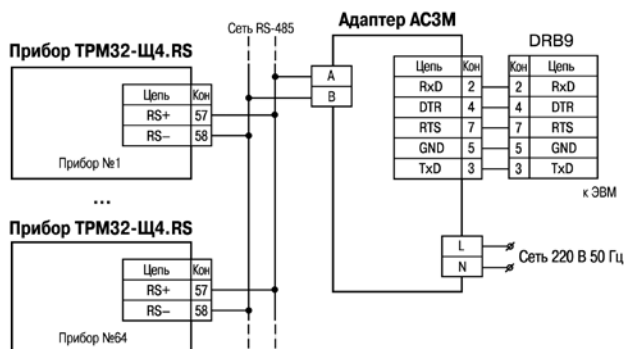 Сеть RS-485
Адаптер АС3М
DRB9
Прибор ТРМ32-Щ4.RS
Цепь Кон
RS+ 57
RS– 58
Прибор №1
...
A
B
Цепь Кон
RxD 2
DTR 4
RTS 7
GND 5
TxD 3
Кон Цепь
2 RxD
4 DTR
7 RTS
5 GND
3 TxD
к ЭВМ
Прибор ТРМ32-Щ4.RS
Цепь Кон
RS+ 57
RS– 58
Прибор №64
L
N
Сеть 220 В 50 Гц